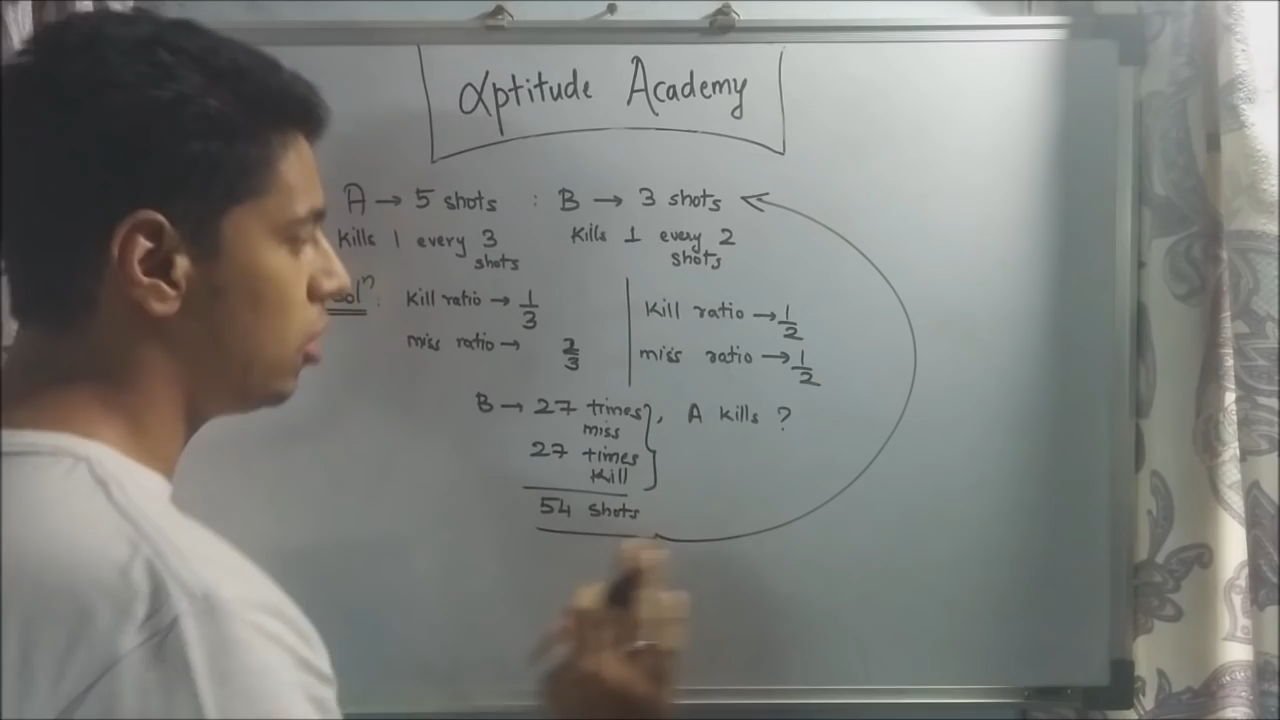 αptitude Academy
A → 5 shots : B → 3 shots
kills 1 every 3 shots
kills 1 every 2 shots
solⁿ: kill ratio → 1/3
miss ratio → 2/3
kill ratio → 1/2
miss ratio → 1/2
B → 27 times miss
27 times kill
}, A kills ?
54 shots